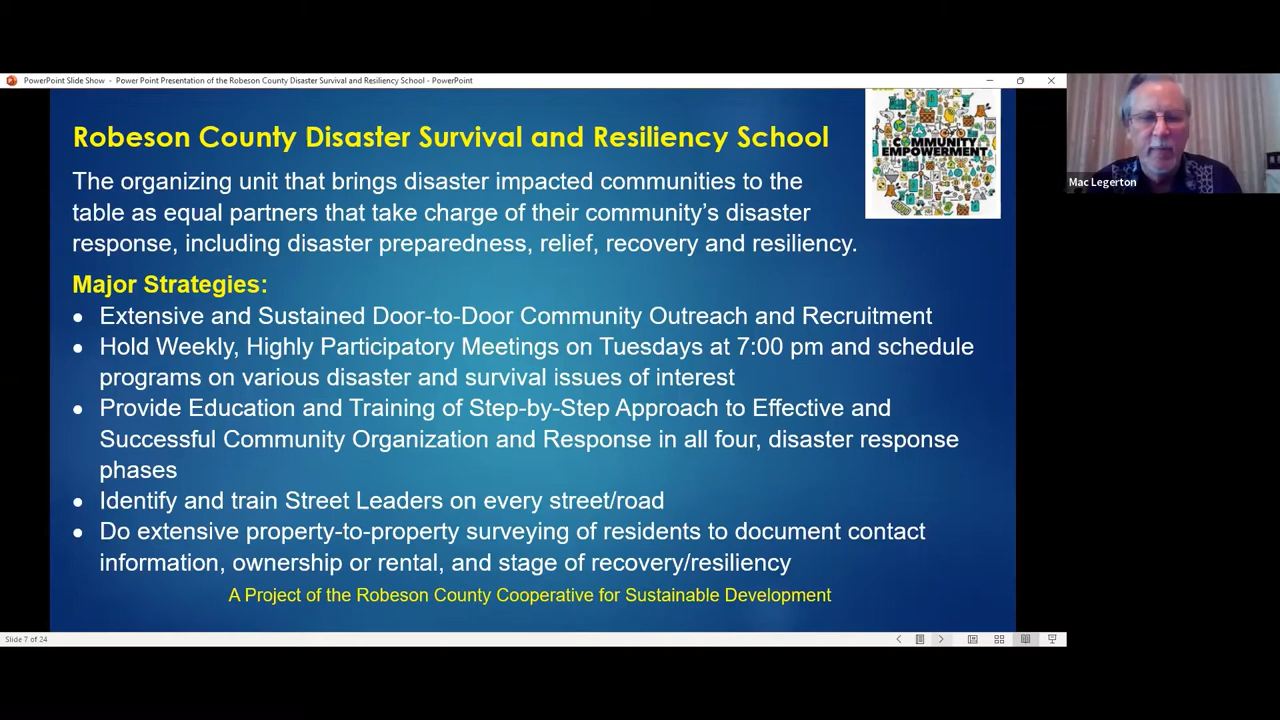 PowerPoint Slide Show - Power Point Presentation of the Robeson County Disaster Survival and Resiliency School - PowerPoint
Robeson County Disaster Survival and Resiliency School
COMMUNITY
EMPOWERMENT
Mac Legerton
The organizing unit that brings disaster impacted communities to the
table as equal partners that take charge of their community’s disaster
response, including disaster preparedness, relief, recovery and resiliency.
Major Strategies:
• Extensive and Sustained Door-to-Door Community Outreach and Recruitment
• Hold Weekly, Highly Participatory Meetings on Tuesdays at 7:00 pm and schedule
programs on various disaster and survival issues of interest
• Provide Education and Training of Step-by-Step Approach to Effective and
Successful Community Organization and Response in all four, disaster response
phases
• Identify and train Street Leaders on every street/road
• Do extensive property-to-property surveying of residents to document contact
information, ownership or rental, and stage of recovery/resiliency
A Project of the Robeson County Cooperative for Sustainable Development
Slide 7 of 24